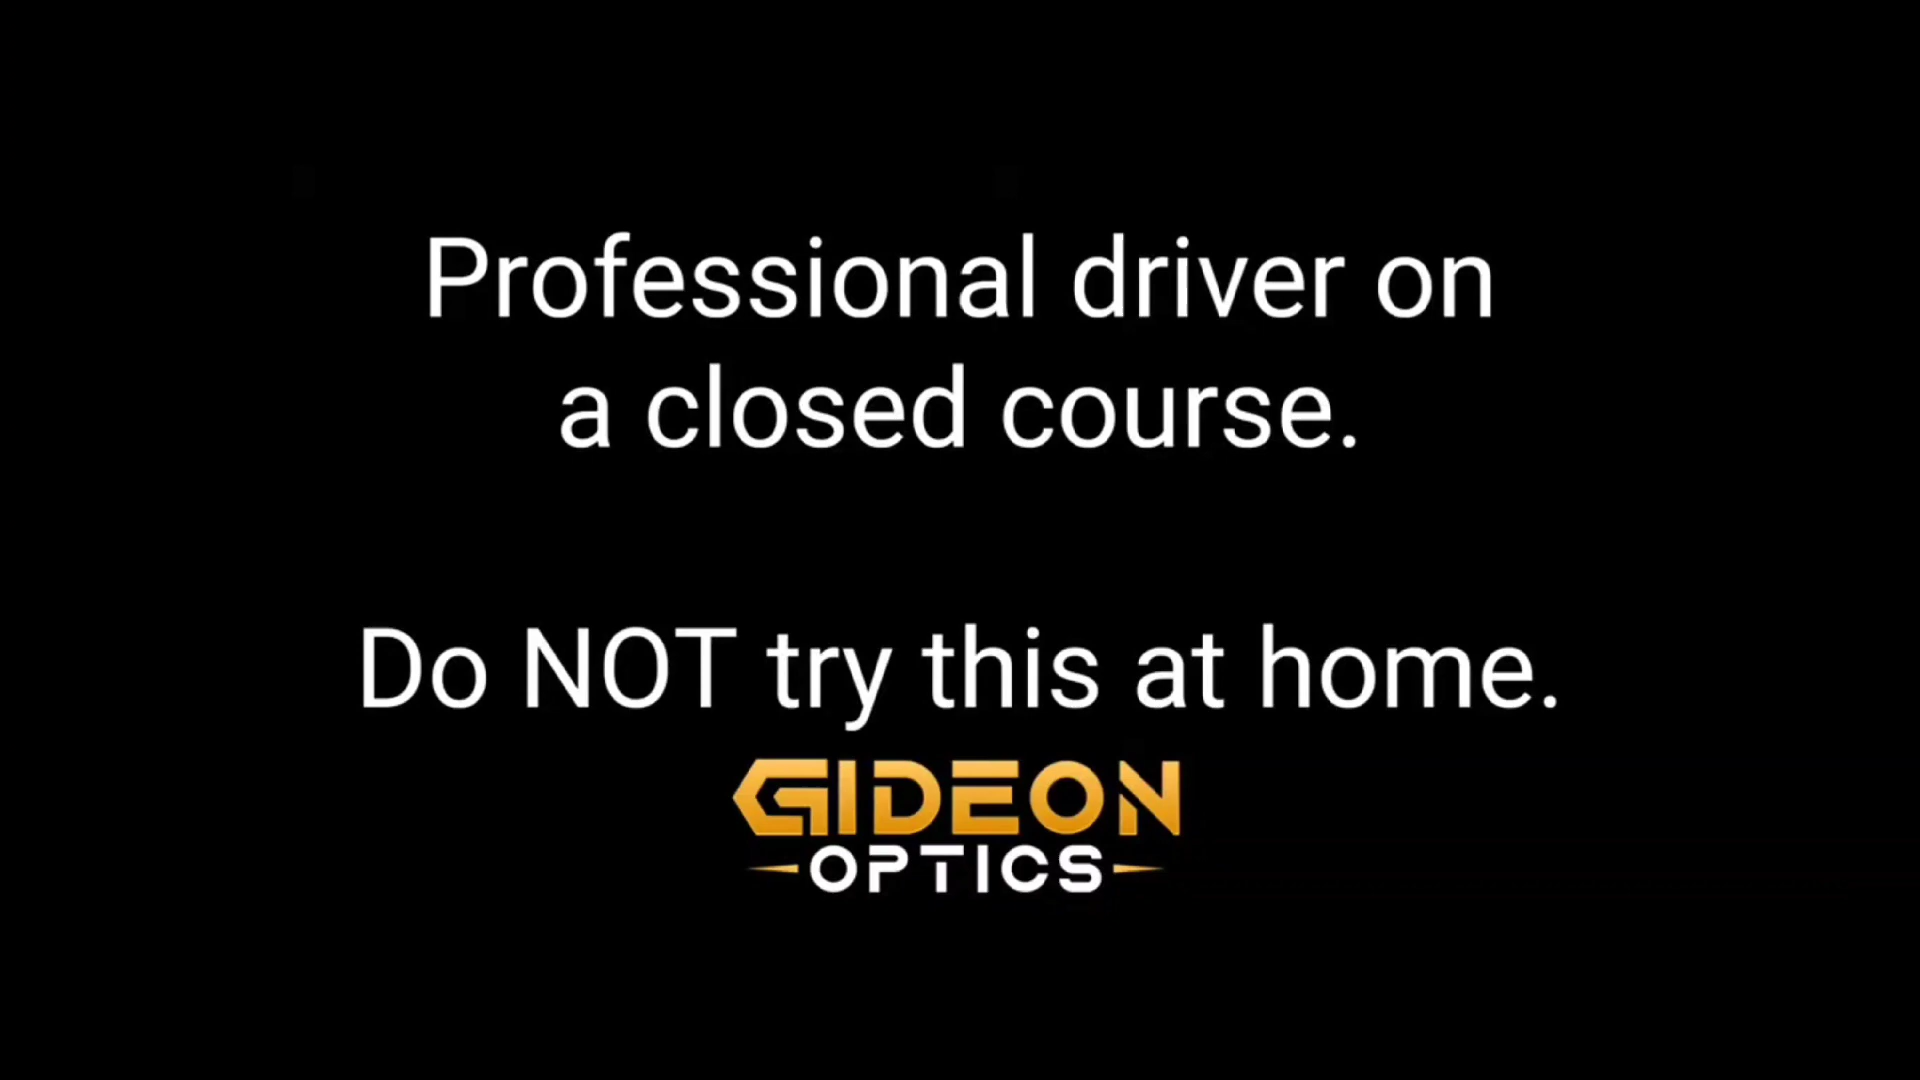 Professional driver on
a closed course.
Do NOT try this at home.
GIDEON
OPTICS